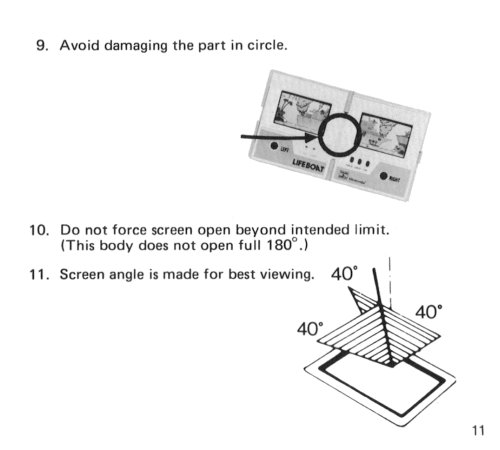 9. Avoid damaging the part in circle.
LEFT
LIFEBOAT
Nintendo
RIGHT
10. Do not force screen open beyond intended limit.
(This body does not open full 180°.)
11. Screen angle is made for best viewing.
40°
40°
40°
11